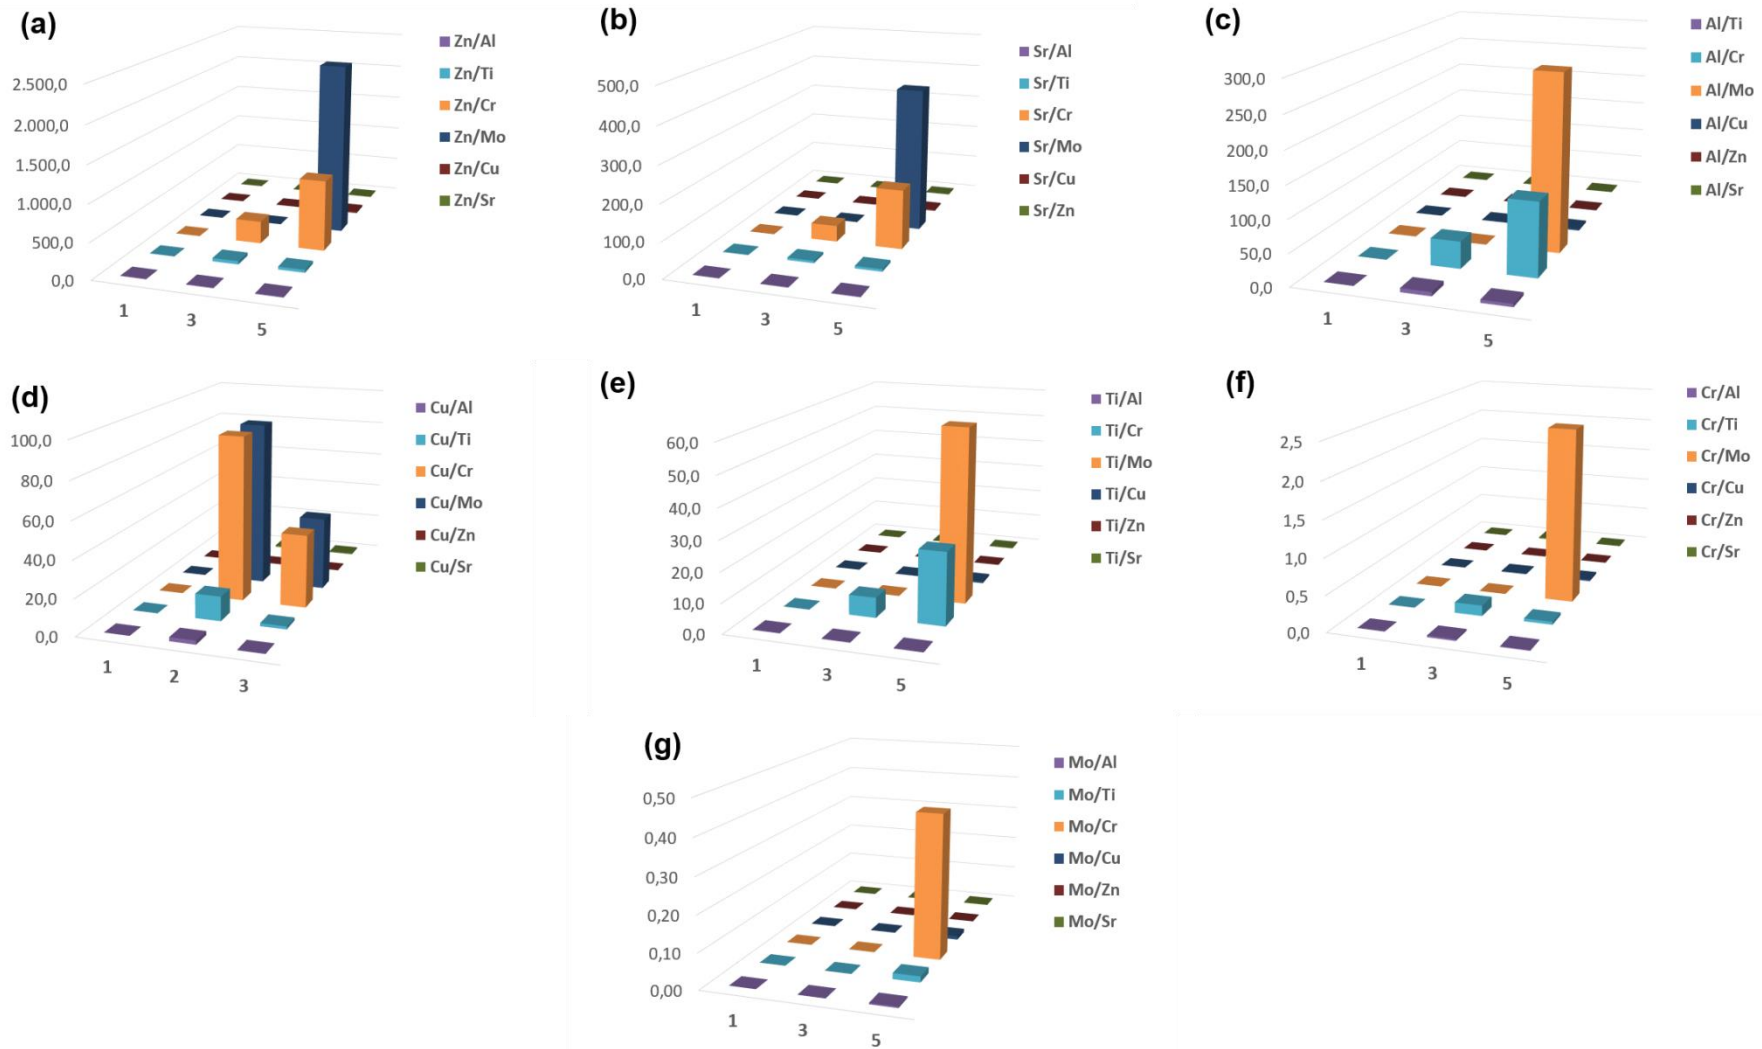 (a)
2.500,0
2.000,0
1.500,0
1.000,0
500,0
0,0
1
3
5
Zn/Al
Zn/Ti
Zn/Cr
Zn/Mo
Zn/Cu
Zn/Sr
(b)
500,0
400,0
300,0
200,0
100,0
0,0
1
3
5
Sr/Al
Sr/Ti
Sr/Cr
Sr/Mo
Sr/Cu
Sr/Zn
(c)
300,0
250,0
200,0
150,0
100,0
50,0
0,0
1
3
5
Al/Ti
Al/Cr
Al/Mo
Al/Cu
Al/Zn
Al/Sr
(d)
100,0
80,0
60,0
40,0
20,0
0,0
1
2
3
Cu/Al
Cu/Ti
Cu/Cr
Cu/Mo
Cu/Zn
Cu/Sr
(e)
60,0
50,0
40,0
30,0
20,0
10,0
0,0
1
3
5
Ti/Al
Ti/Cr
Ti/Mo
Ti/Cu
Ti/Zn
Ti/Sr
(f)
2,5
2,0
1,5
1,0
0,5
0,0
1
3
5
Cr/Al
Cr/Ti
Cr/Mo
Cr/Cu
Cr/Zn
Cr/Sr
(g)
0,50
0,40
0,30
0,20
0,10
0,00
1
3
5
Mo/Al
Mo/Ti
Mo/Cr
Mo/Cu
Mo/Zn
Mo/Sr